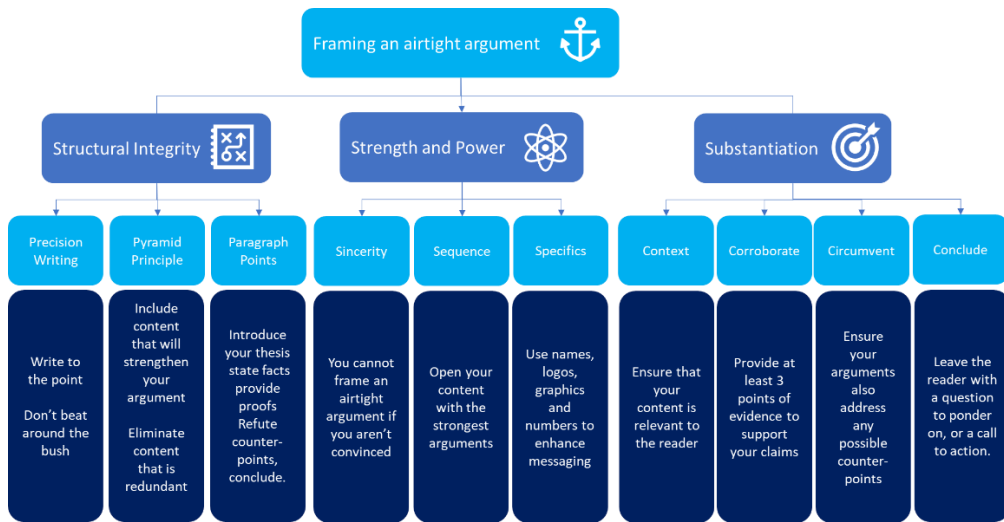 Framing an airtight argument
Structural Integrity
Strength and Power
Substantiation
Precision
Writing
Pyramid
Principle
Paragraph
Points
Sincerity
Sequence
Specifics
Context
Corroborate
Circumvent
Conclude
Write to
the point
Don’t beat
around the
bush
Include
content
that will
strengthen
your
argument
Eliminate
content
that is
redundant
Introduce
your thesis
state facts
provide
proofs
Refute
counter-
points,
conclude.
You cannot
frame an
airtight
argument if
you aren’t
convinced
Open your
content
with the
strongest
arguments
Use names,
logos,
graphics
and
numbers to
enhance
messaging
Ensure that
your
content is
relevant to
the reader
Provide at
least 3
points of
evidence to
support
your claims
Ensure
your
arguments
also
address
any
possible
counter-
points
Leave the
reader with
a question
to ponder
on, or a call
to action.